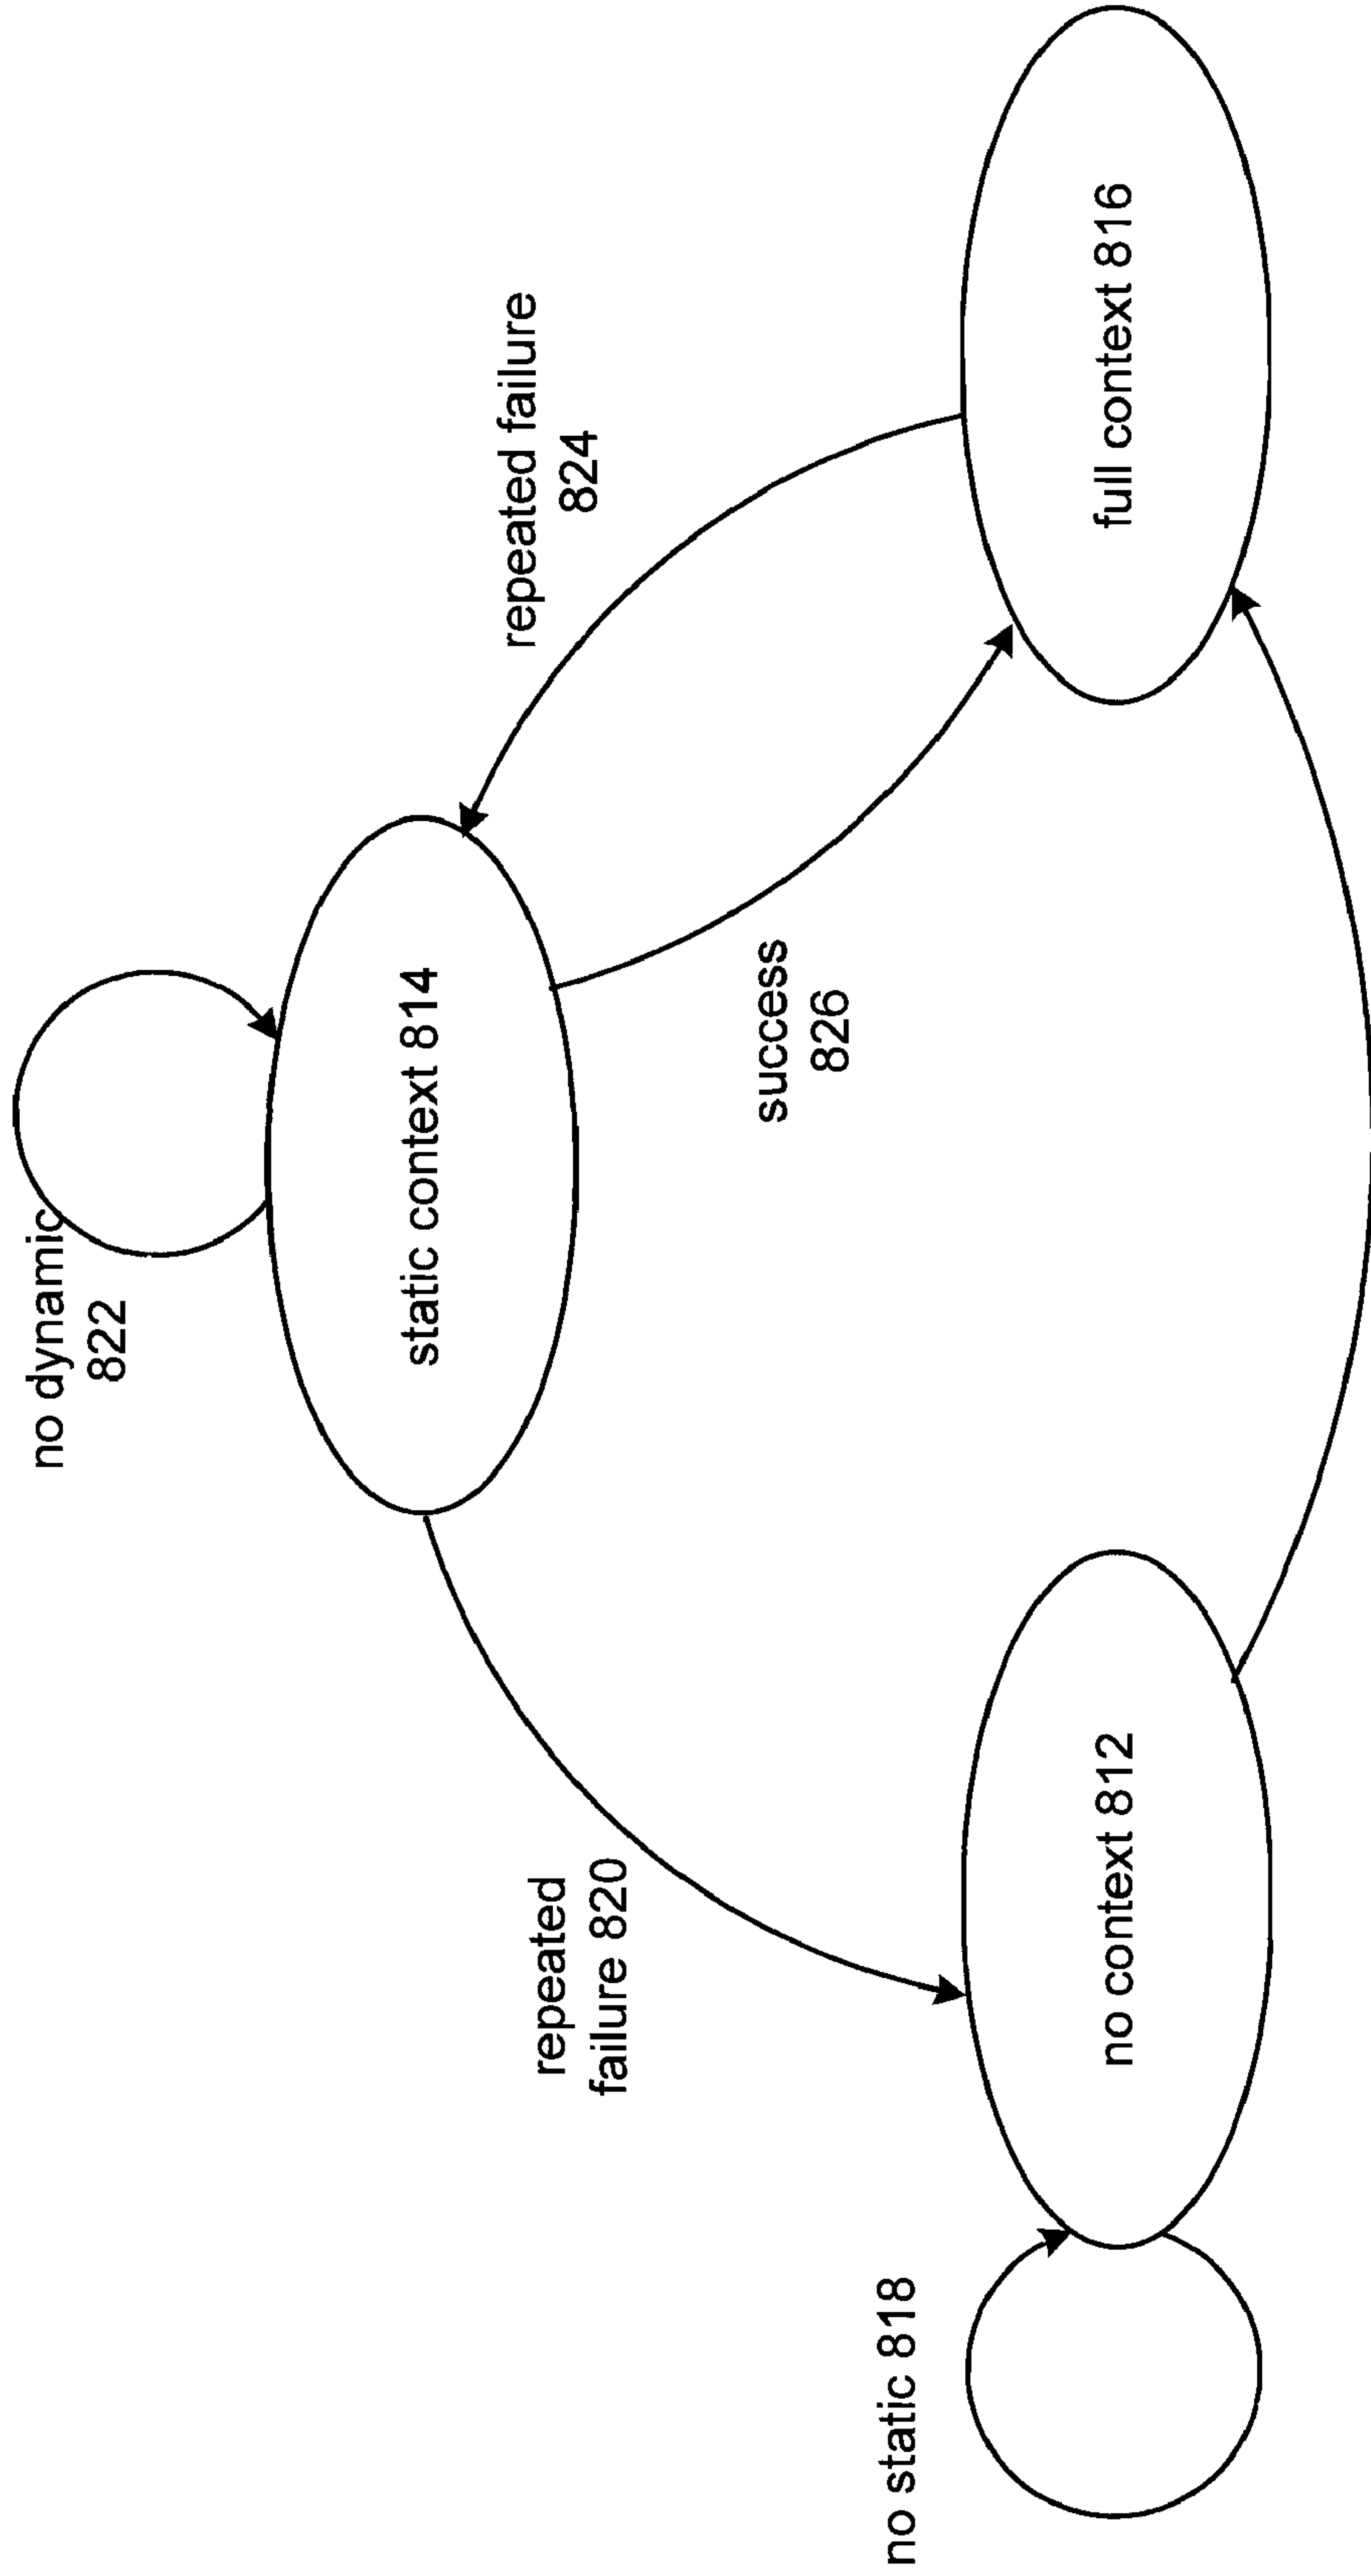 no dynamic
822
static context 814
repeated failure
824
repeated
failure 820
success
826
no static 818
no context 812
full context 816